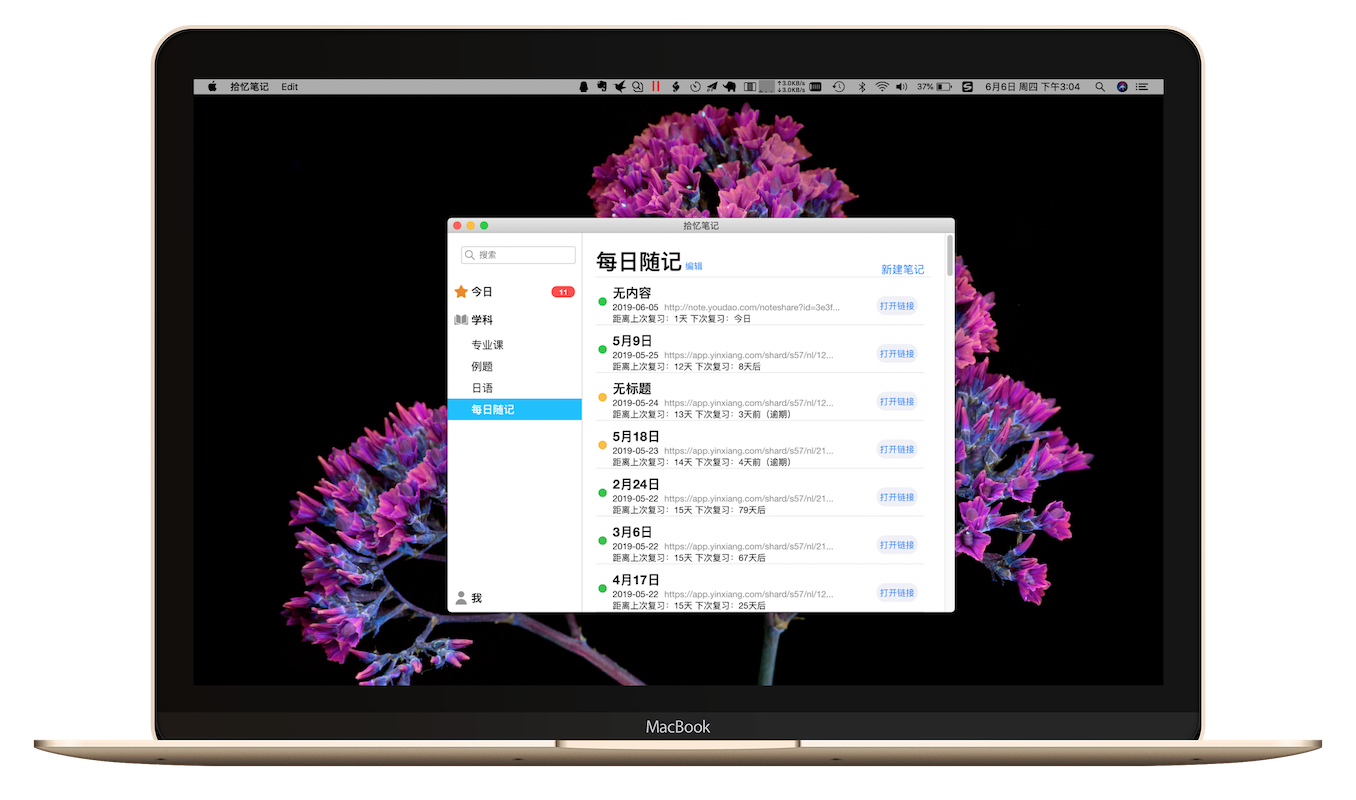 拾忆笔记 Edit
↑3.0KB/s
↓3.0KB/s
37%
6月6日 周四 下午3:04
拾忆笔记
搜索
今日 11
学科
专业课
例题
日语
每日随记
我
每日随记 编辑 新建笔记
无内容
2019-06-05 http://note.youdao.com/noteshare?id=3e3f...
距离上次复习：1天 下次复习：今日
打开链接
5月9日
2019-05-25 https://app.yinxiang.com/shard/s57/nl/12...
距离上次复习：12天 下次复习：8天后
打开链接
无标题
2019-05-24 https://app.yinxiang.com/shard/s57/nl/12...
距离上次复习：13天 下次复习：3天前（逾期）
打开链接
5月18日
2019-05-23 https://app.yinxiang.com/shard/s57/nl/21...
距离上次复习：14天 下次复习：4天前（逾期）
打开链接
2月24日
2019-05-22 https://app.yinxiang.com/shard/s57/nl/21...
距离上次复习：15天 下次复习：79天后
打开链接
3月6日
2019-05-22 https://app.yinxiang.com/shard/s57/nl/21...
距离上次复习：15天 下次复习：67天后
打开链接
4月17日
2019-05-22 https://app.yinxiang.com/shard/s57/nl/12...
距离上次复习：15天 下次复习：25天后
打开链接
MacBook